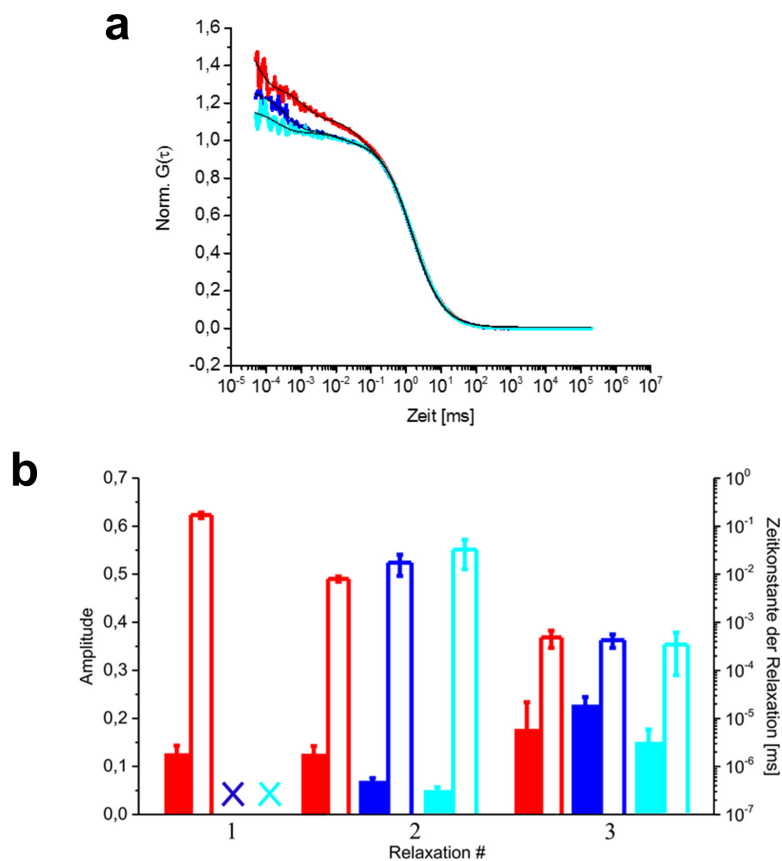 a
1,6
1,4
1,2
1,0
0,8
0,6
0,4
0,2
0,0
-0,2
Norm. G(τ)
10⁻⁵ 10⁻⁴ 10⁻³ 10⁻² 10⁻¹ 10⁰ 10¹ 10² 10³ 10⁴ 10⁵ 10⁶ 10⁷
Zeit [ms]
b
0,7
0,6
0,5
0,4
0,3
0,2
0,1
0,0
Amplitude
10⁰
10⁻¹
10⁻²
10⁻³
10⁻⁴
10⁻⁵
10⁻⁶
10⁻⁷
Zeitkonstante der Relaxation [ms]
1 2 3
Relaxation #